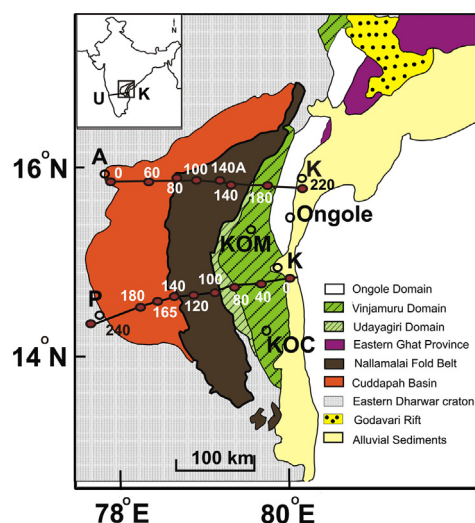 N
N
U K
16°N
A 0 60 80 100 140A 140 180 K 220
Ongole
KOM
K
P 240 180 165 140 120 100 80 40 0
14°N
KOC
100 km
78°E 80°E
Ongole Domain
Vinjamuru Domain
Udayagiri Domain
Eastern Ghat Province
Nallamalai Fold Belt
Cuddapah Basin
Eastern Dharwar craton
Godavari Rift
Alluvial Sediments